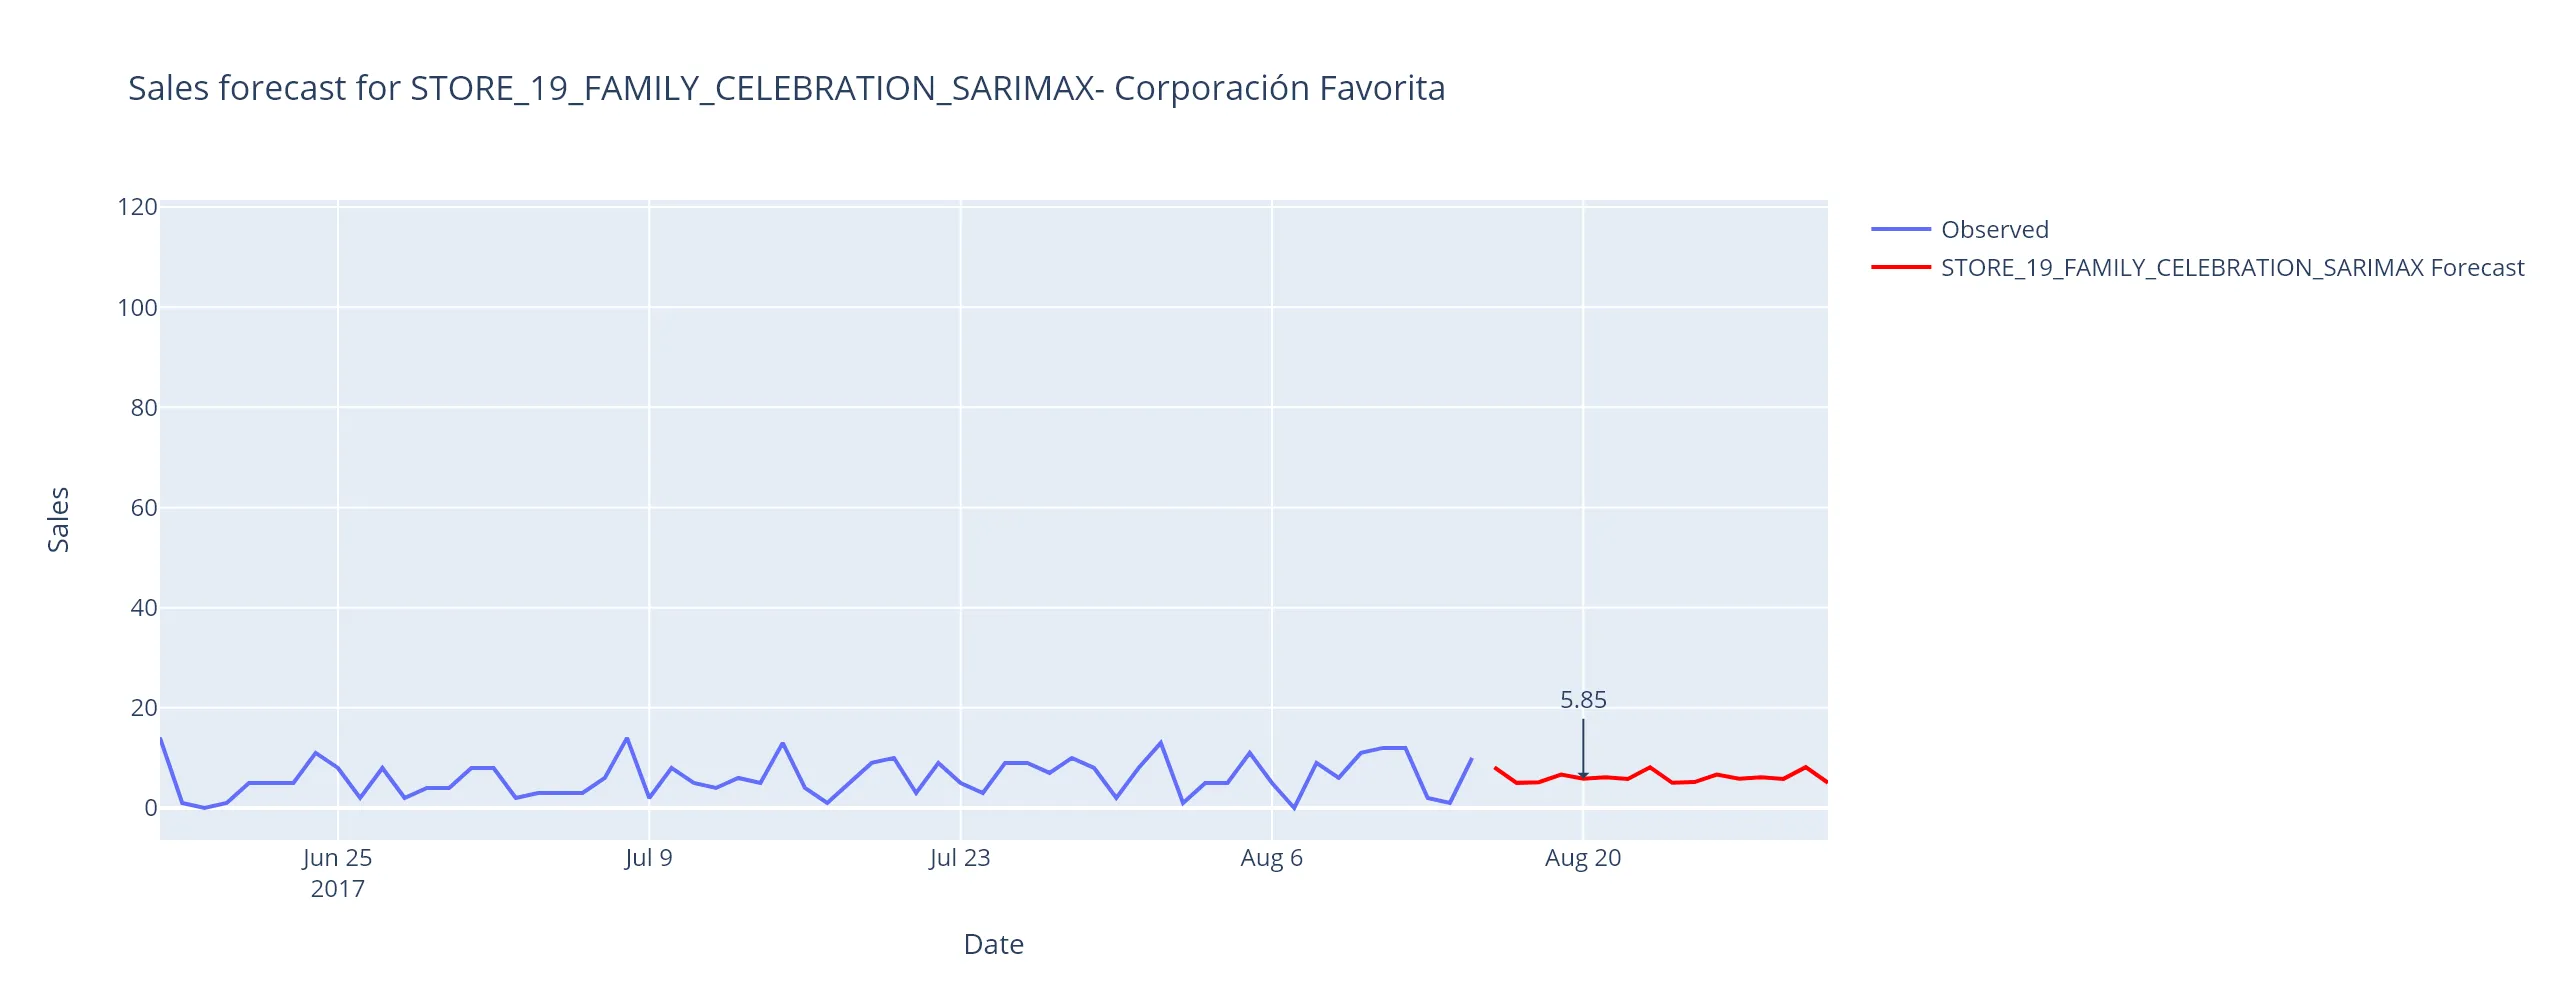 Sales forecast for STORE_19_FAMILY_CELEBRATION_SARIMAX- Corporación Favorita
120
100
80
60
40
20
0
Sales
5.85
Jun 25
2017
Jul 9
Jul 23
Aug 6
Aug 20
Date
Observed
STORE_19_FAMILY_CELEBRATION_SARIMAX Forecast